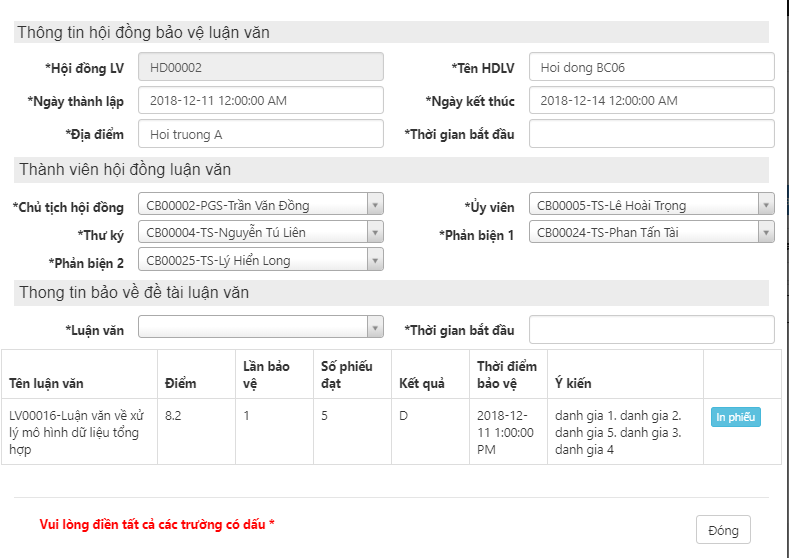 Thông tin hội đồng bảo vệ luận văn
*Hội đồng LV HD00002 *Tên HDLV Hoi dong BC06
*Ngày thành lập 2018-12-11 12:00:00 AM *Ngày kết thúc 2018-12-14 12:00:00 AM
*Địa điểm Hoi truong A *Thời gian bắt đầu
Thành viên hội đồng luận văn
*Chủ tịch hội đồng CB00002-PGS-Trần Văn Đồng *Ủy viên CB00005-TS-Lê Hoài Trọng
*Thư ký CB00004-TS-Nguyễn Tú Liên *Phản biện 1 CB00024-TS-Phan Tấn Tài
*Phản biện 2 CB00025-TS-Lý Hiển Long
Thong tin bảo về đề tài luận văn
*Luận văn *Thời gian bắt đầu
Tên luận văn Điểm Lần bảo vệ Số phiếu đạt Kết quả Thời điểm bảo vệ Ý kiến
LV00016-Luận văn về xử 8.2 1 5 D 2018-12- danh gia 1. danh gia 2. In phiếu
lý mô hình dữ liệu tổng 11 1:00:00 danh gia 5. danh gia 3.
hợp PM danh gia 4
Vui lòng điền tất cả các trường có dấu *
Đóng